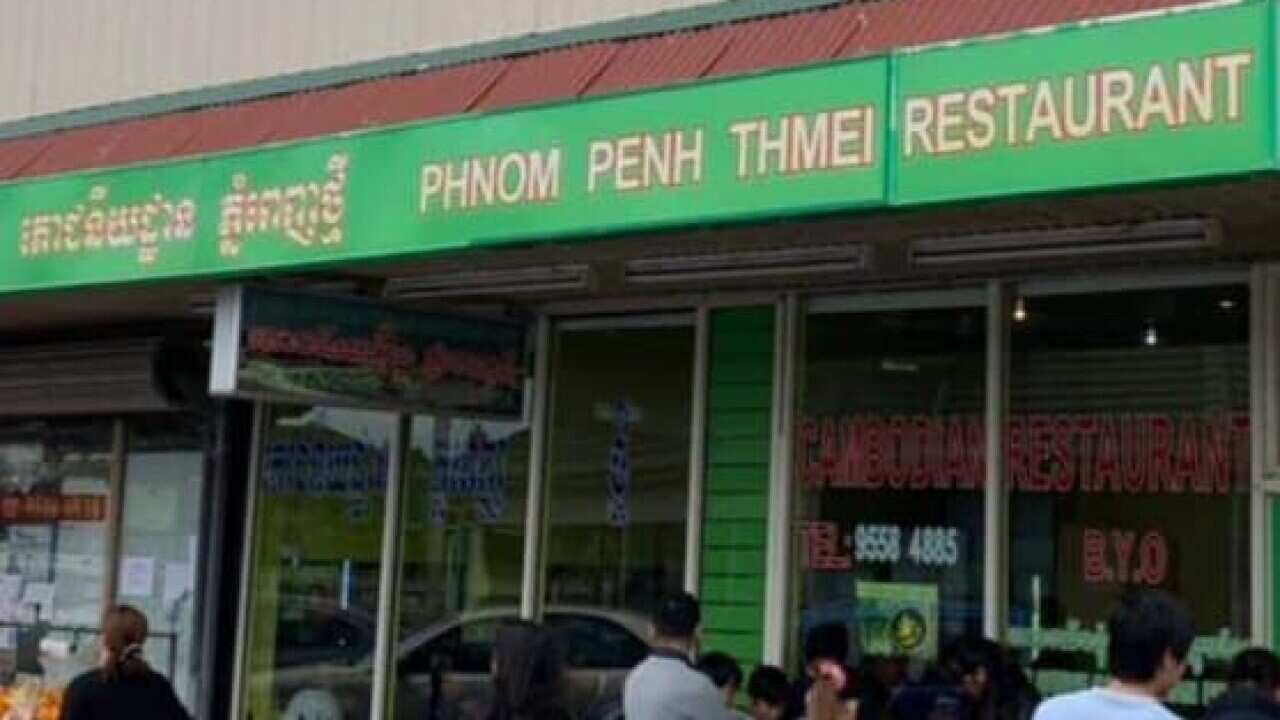 ភោជនីយដ្ឋាន ភ្នំពេញថ្មី PHNOM PENH THMEI RESTAURANT
CAMBODIAN RESTAURANT
TEL: 9558 4885
B.Y.O